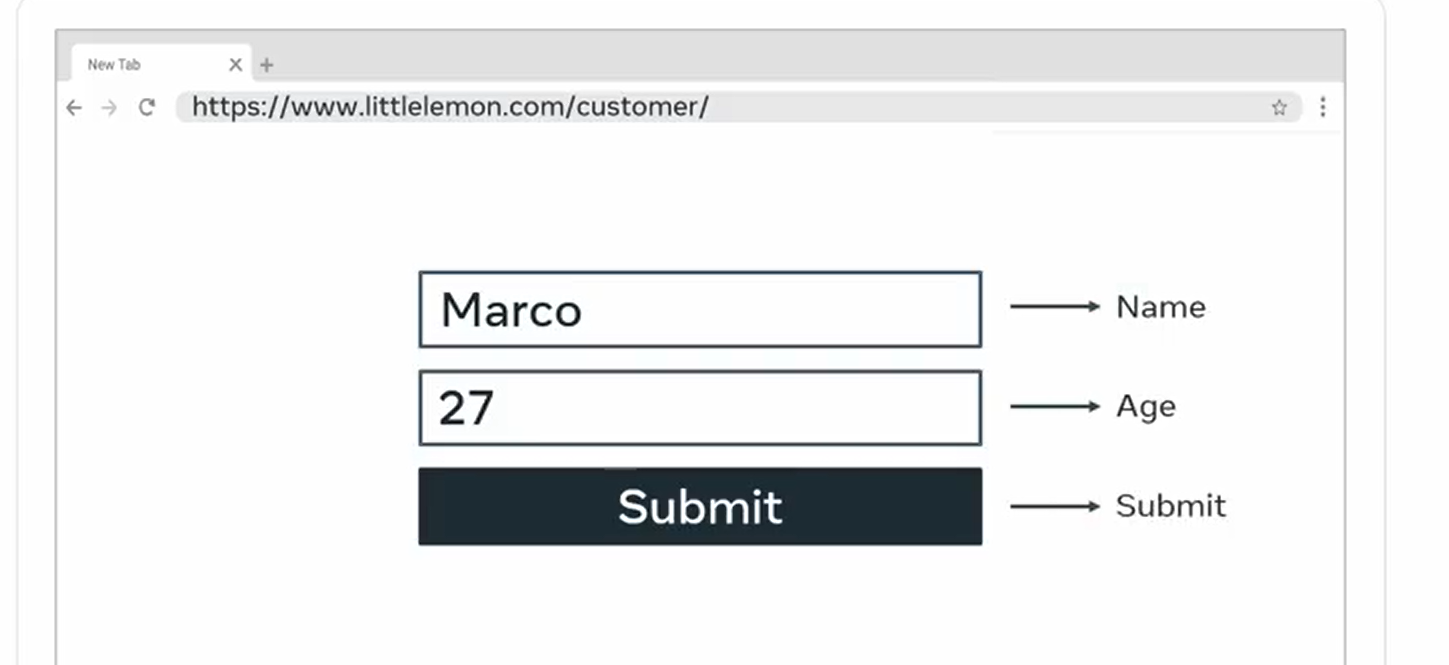 New Tab
https://www.littlelemon.com/customer/
Marco
Name
27
Age
Submit
Submit